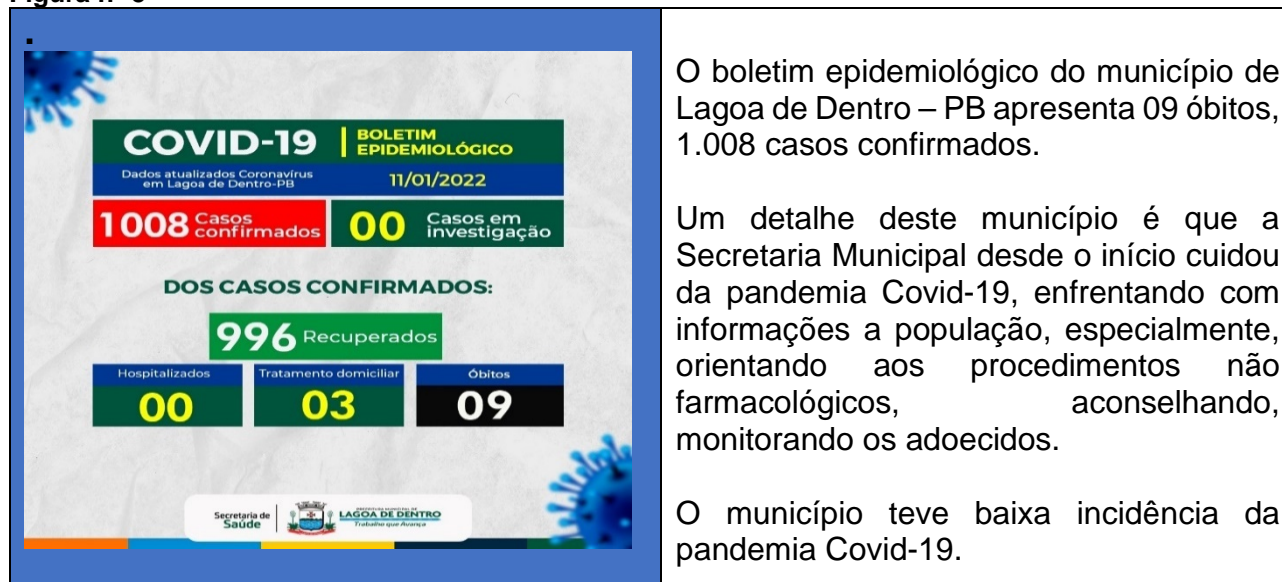 COVID-19
BOLETIM
EPIDEMIOLÓGICO
Dados atualizados Coronavírus
em Lagoa de Dentro-PB
11/01/2022
1008 Casos
confirmados
00 Casos em
investigação
DOS CASOS CONFIRMADOS:
996 Recuperados
Hospitalizados
00
Tratamento domiciliar
03
Óbitos
09
Secretaria de
Saúde
LAGOA DE DENTRO
Trabalho que Avança
O boletim epidemiológico do município de
Lagoa de Dentro – PB apresenta 09 óbitos,
1.008 casos confirmados.
Um detalhe deste município é que a
Secretaria Municipal desde o início cuidou
da pandemia Covid-19, enfrentando com
informações a população, especialmente,
orientando aos procedimentos não
farmacológicos, aconselhando,
monitorando os adoecidos.
O município teve baixa incidência da
pandemia Covid-19.